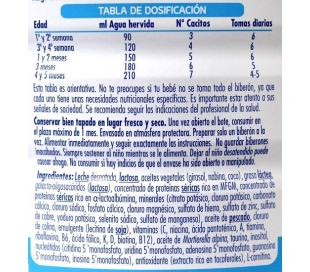 TABLA DE DOSIFICACIÓN
Edad ml Agua hervida Nº Cacitos Tomas diarias
1ª y 2ª semana 90 3 6
3ª y 4ª semana 120 4 6
1 y 2 meses 150 5 6
3 meses 180 6 5
4 y 5 meses 210 7 4-5
Esta tabla es orientativa. No te preocupes si tu bebé no se toma todo el biberón, ya que
cada uno tiene unas necesidades nutricionales específicas. Es importante estar atento a sus
señales de saciedad. Se recomienda seguir las indicaciones del profesional de la salud.
Conservar bien tapado en lugar fresco y seco. Una vez abierto el bote, consumir en
el plazo máximo de 1 mes. Envasado en atmósfera protectora. Preparar solo un biberón a la
vez. Alimentar inmediatamente y seguir exactamente las instrucciones. No guardar biberones
inacabados. Siempre sostener al niño mientras se le alimenta. Dejar al niño desatendido puede
causar ahogo. No consumir si hay indicios de que el envase ha sido abierto o manipulado.
Ingredientes: Leche desnatada, lactosa, aceites vegetales (girasol, nabina, coco), grasa láctea,
galacto-oligosacáridos (lactosa), concentrado de proteínas séricas rico en MFGM, concentrado de
proteínas séricas rico en α-lactoalbúmina, minerales (citrato potásico, cloruro potásico, carbonato
cálcico, cloruro sódico, fosfato cálcico, cloruro magnésico, sulfato de hierro, sulfato de zinc, sulfato
de cobre, yoduro potásico, selenito sódico, sulfato de manganeso), aceite de pescado, cloruro
de colina, emulgente (lecitina de soja), vitaminas (C, niacina, ácido pantoténico, A, tiamina,
riboflavina, B6, ácido fólico, K, D, biotina, B12), aceite de Mortierella alpina, taurina, inositol,
nucleótidos (citidina 5' monofosfato, uridina 5' monofosfato, adenosina 5' monofosfato, guanosina
5' monofosfato, inosina 5' monofosfato), antioxidante (extracto rico en tocoferoles), L-carnitina.